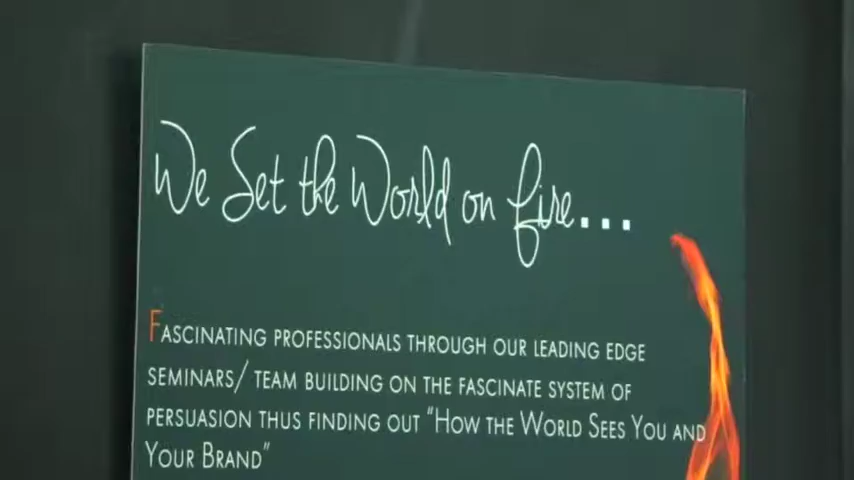 We Set the World on Fire...
FASCINATING PROFESSIONALS THROUGH OUR LEADING EDGE
SEMINARS/ TEAM BUILDING ON THE FASCINATE SYSTEM OF
PERSUASION THUS FINDING OUT "HOW THE WORLD SEES YOU AND
YOUR BRAND"